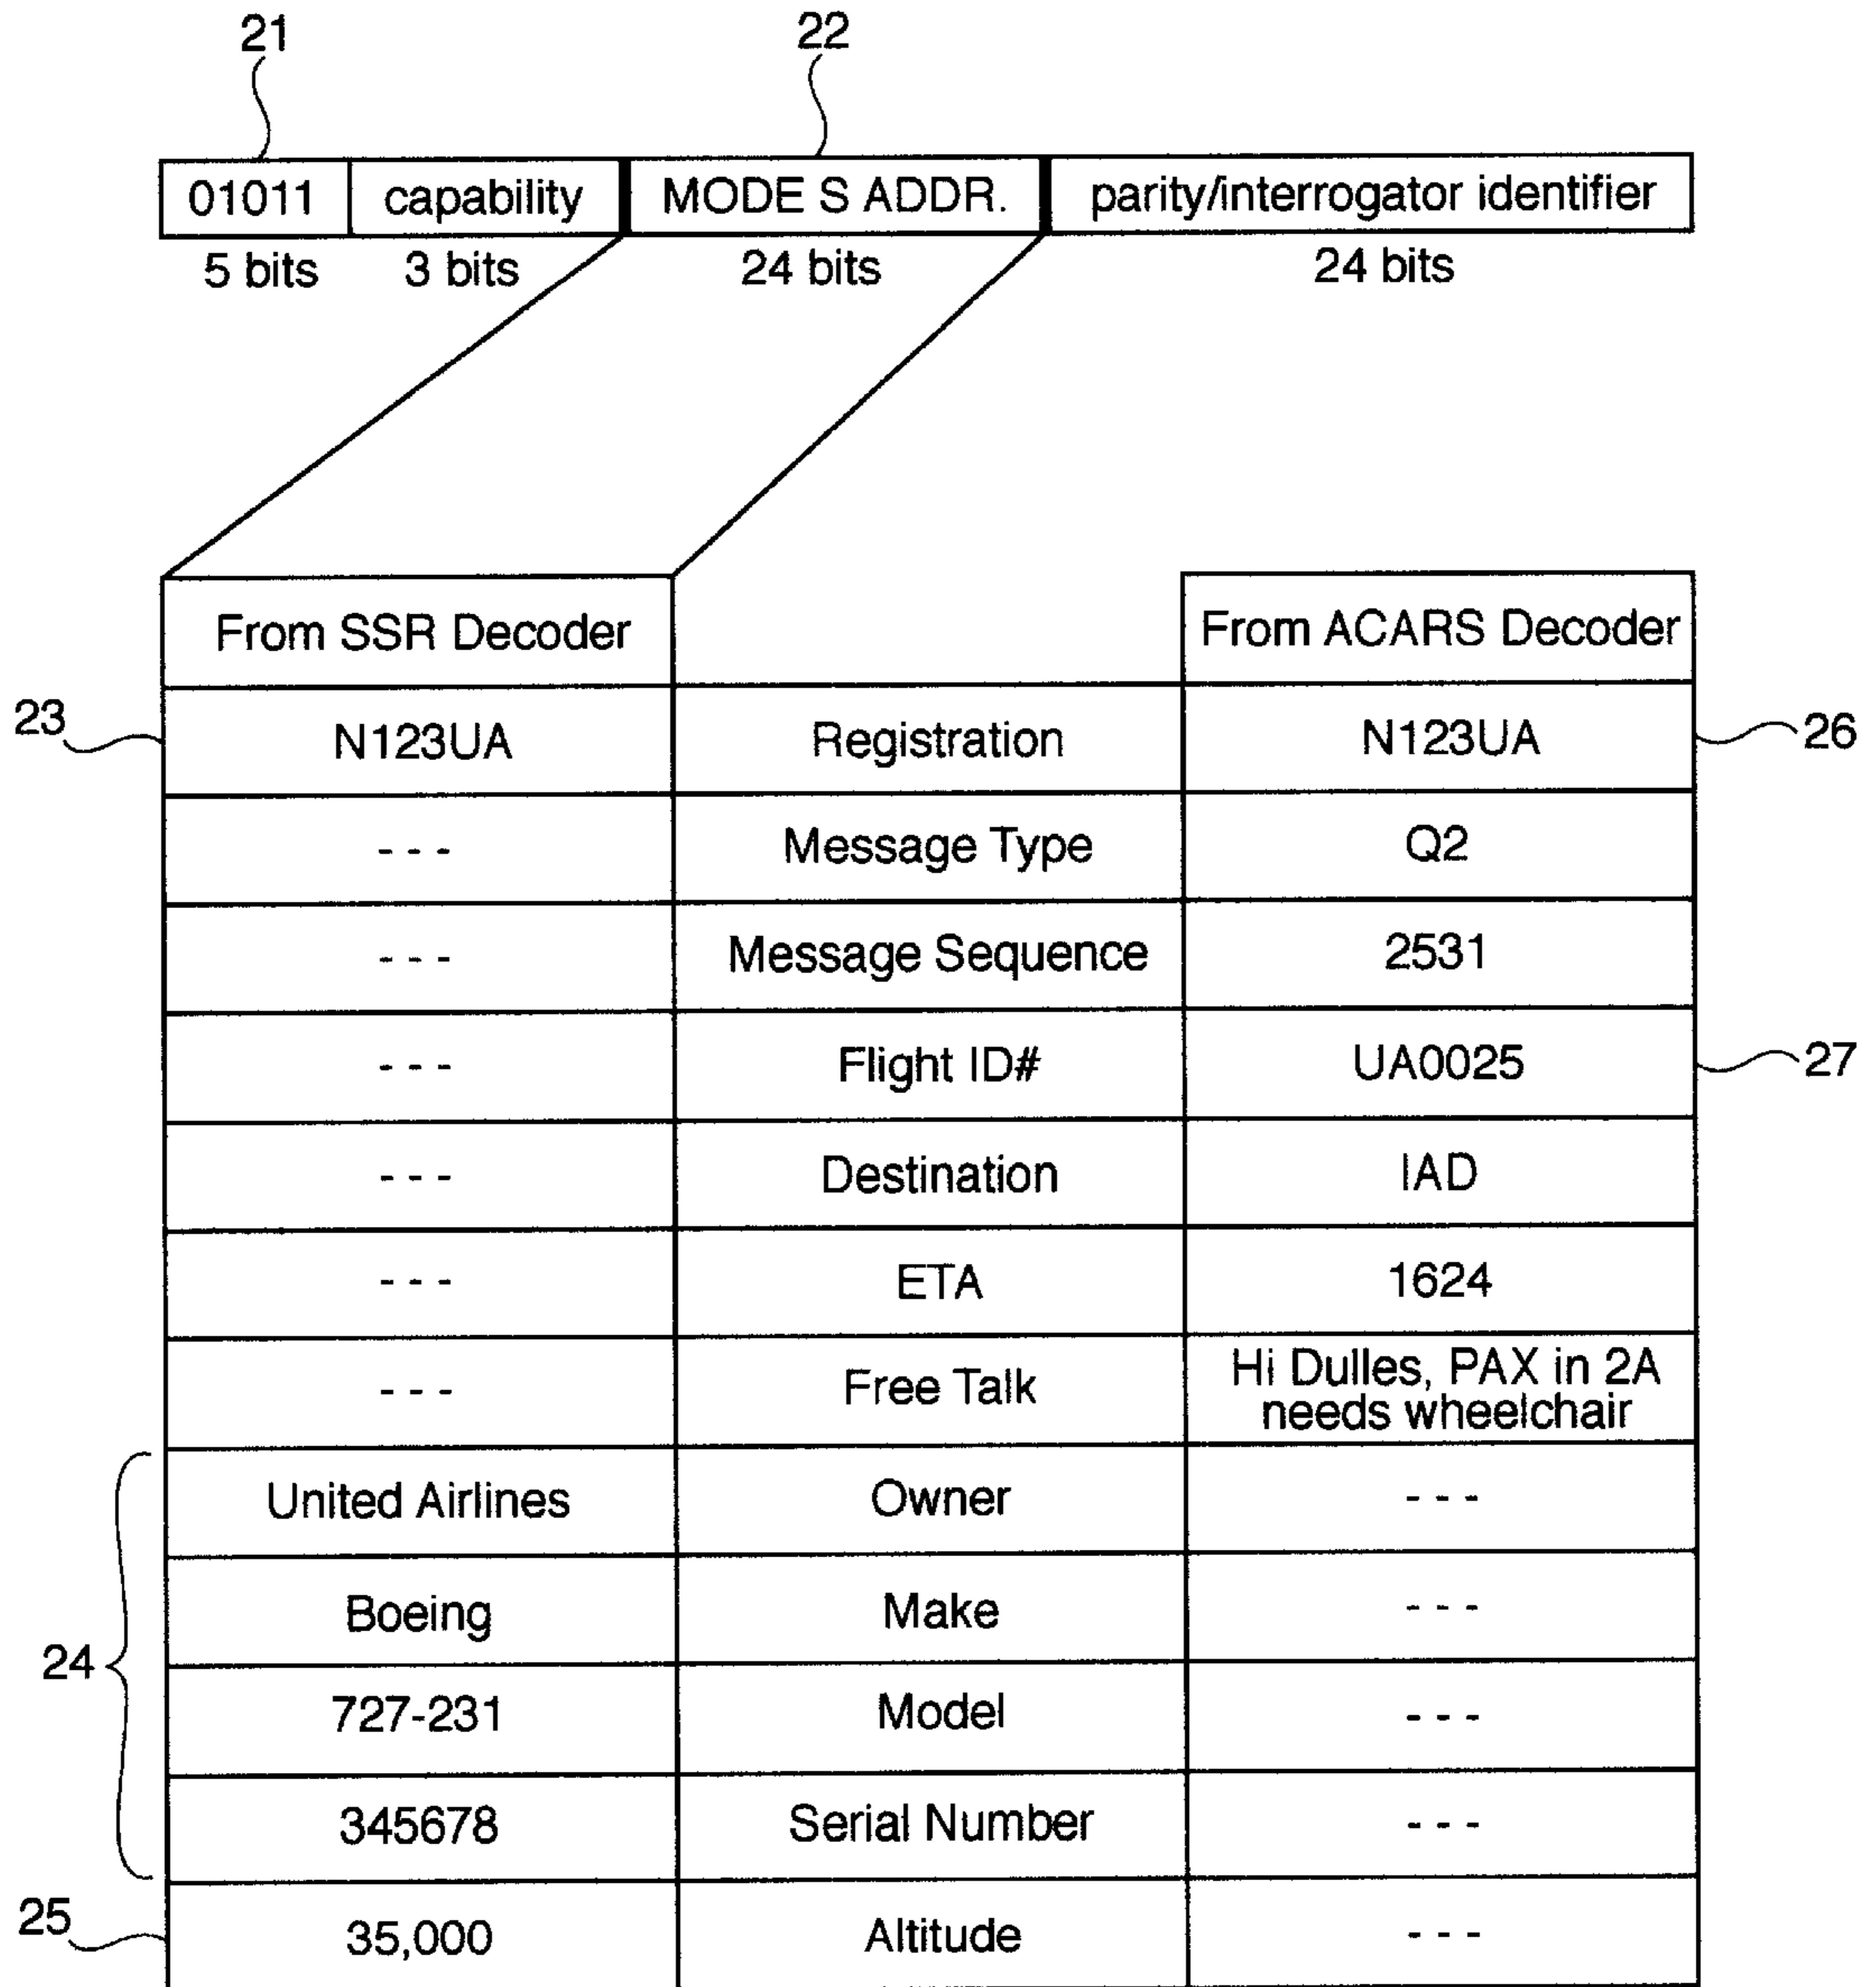 21 22
01011 capability MODE S ADDR. parity/interrogator identifier
5 bits 3 bits 24 bits 24 bits
From SSR Decoder From ACARS Decoder
23 N123UA Registration N123UA 26
- - - Message Type Q2
- - - Message Sequence 2531
- - - Flight ID# UA0025 27
- - - Destination IAD
- - - ETA 1624
- - - Free Talk Hi Dulles, PAX in 2A
needs wheelchair
United Airlines Owner - - -
Boeing Make - - -
24
727-231 Model - - -
345678 Serial Number - - -
25 35,000 Altitude - - -